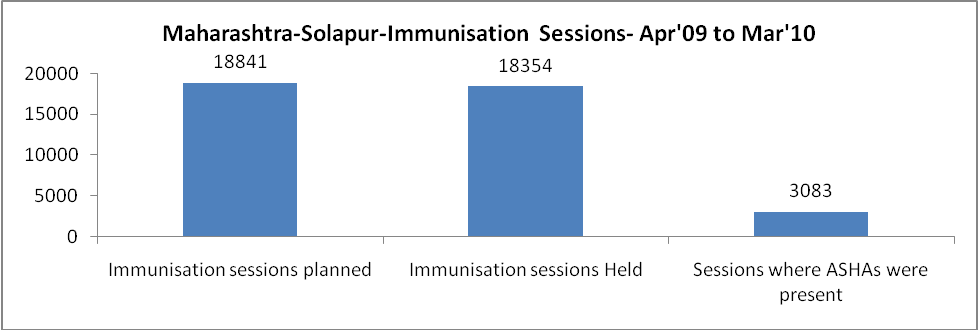 Maharashtra-Solapur-Immunisation Sessions- Apr'09 to Mar'10
18841
18354
3083
20000
15000
10000
5000
0
Immunisation sessions planned
Immunisation sessions Held
Sessions where ASHAs were
present